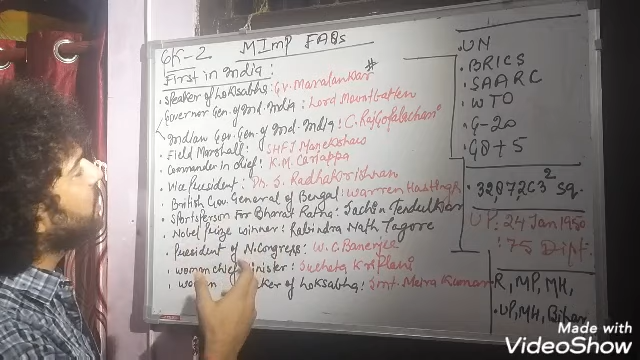 GK-2 MImp FAQs
First in India:
Speaker of Loksabha: G.V. Mavalankar
Governor Gen. of Ind. India: Lord Mountbatten
Indian Gov. Gen. of Ind. India: C. Rajgopalachari
Field Marshall: SHFJ Manekshaw
Commander in chief: K.M. Cariappa
Vice President: Dr. S. Radhakrishnan
British Gov. General of Bengal: Warren Hastings
Sportsperson for Bharat Ratna: Sachin Tendulkar
Nobel Prize winner: Rabindra Nath Tagore
President of N. Congress: W.C. Banerjee
woman chief minister: Sucheta Kriplani
of Loksabha: Smt. Meira Kumar
UN
BRICS
SAARC
WTO
G-20
G8+5
32,87263 Sq.
UP: 24 Jan 1950
75 Dist.
R, MP, MH,
UP, MH, Bihar
Made with
VideoShow